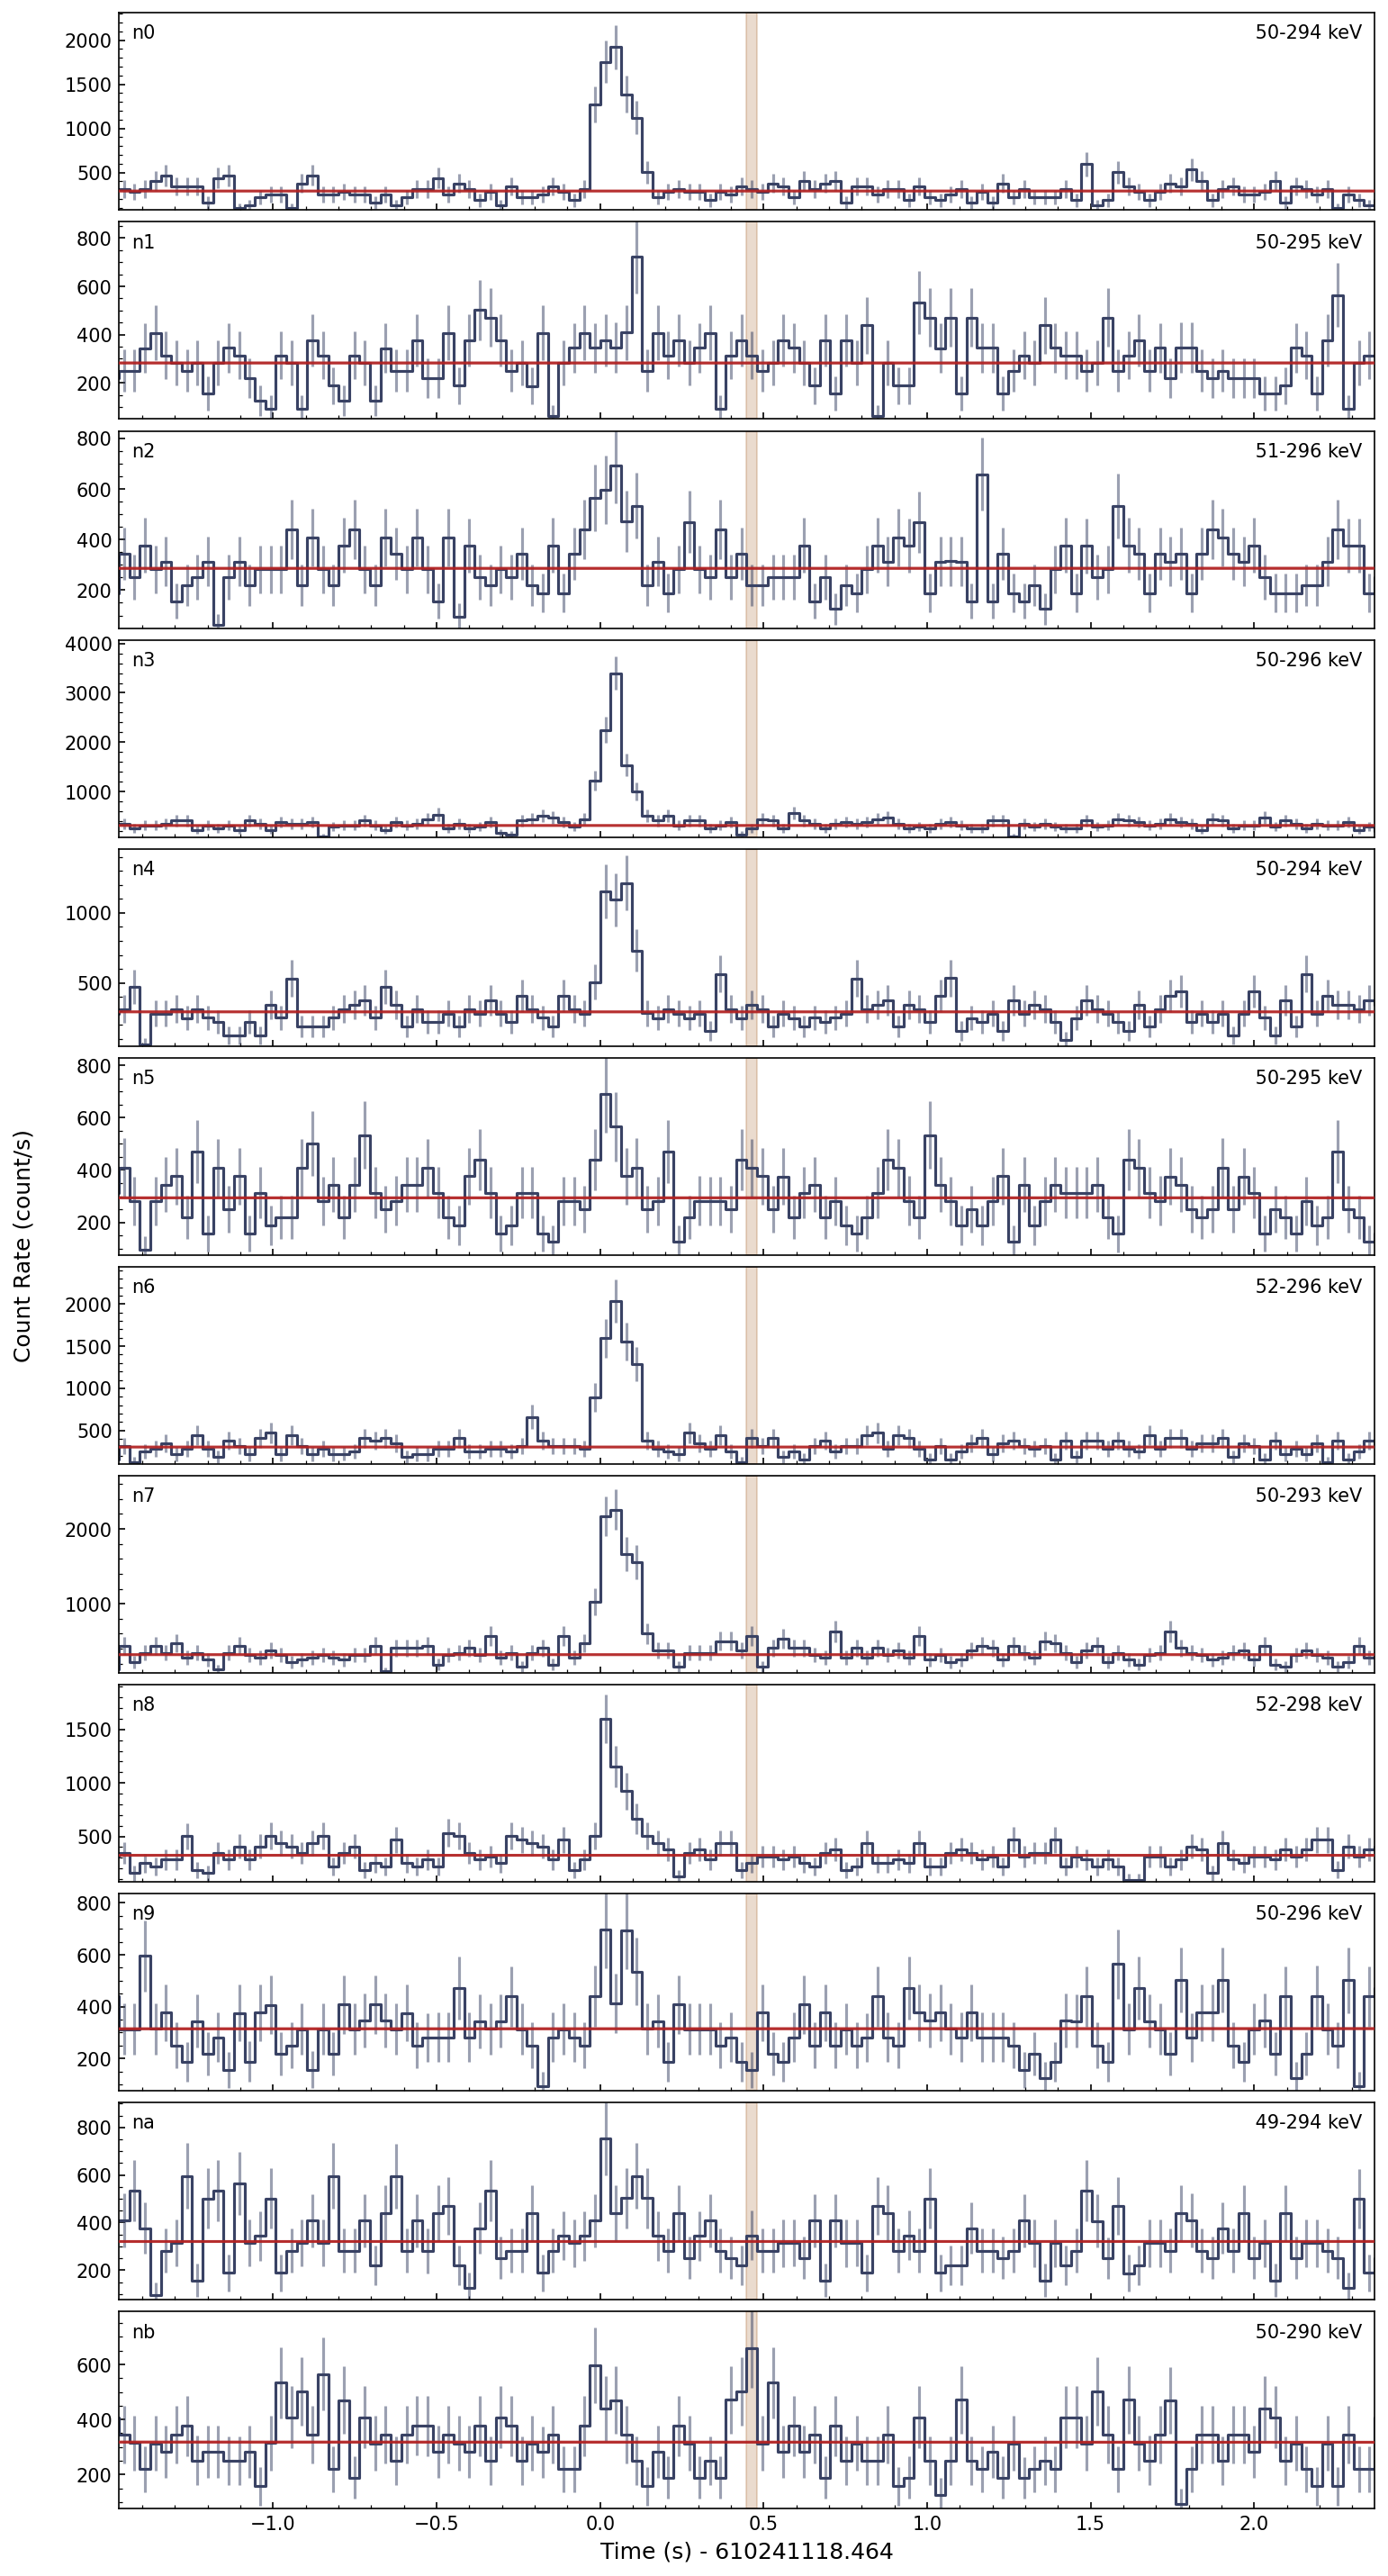 n0 50-294 keV
2000
1500
1000
500
n1 50-295 keV
800
600
400
200
n2 51-296 keV
800
600
400
200
n3 50-296 keV
4000
3000
2000
1000
n4 50-294 keV
1000
500
n5 50-295 keV
800
600
400
200
n6 52-296 keV
2000
1500
1000
500
n7 50-293 keV
2000
1000
n8 52-298 keV
1500
1000
500
n9 50-296 keV
800
600
400
200
na 49-294 keV
800
600
400
200
nb 50-290 keV
600
400
200
Count Rate (count/s)
−1.0 −0.5 0.0 0.5 1.0 1.5 2.0
Time (s) - 610241118.464